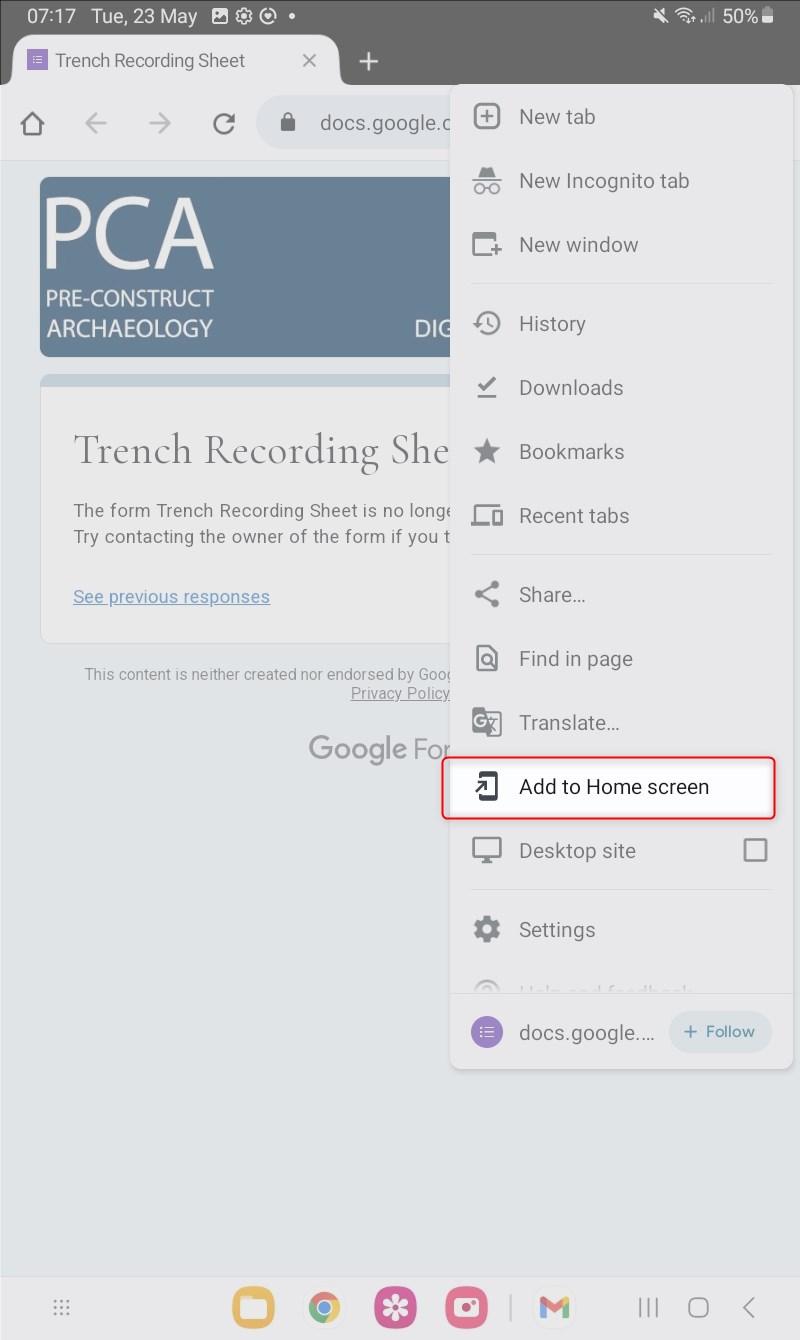 07:17 Tue, 23 May
50%
Trench Recording Sheet
docs.google.c
PCA
PRE-CONSTRUCT
ARCHAEOLOGY
DIG
Trench Recording She
The form Trench Recording Sheet is no longe
Try contacting the owner of the form if you t
See previous responses
This content is neither created nor endorsed by Goog
Privacy Policy
Google For
New tab
New Incognito tab
New window
History
Downloads
Bookmarks
Recent tabs
Share...
Find in page
Translate...
Add to Home screen
Desktop site
Settings
Help and feedback
docs.google....
+ Follow